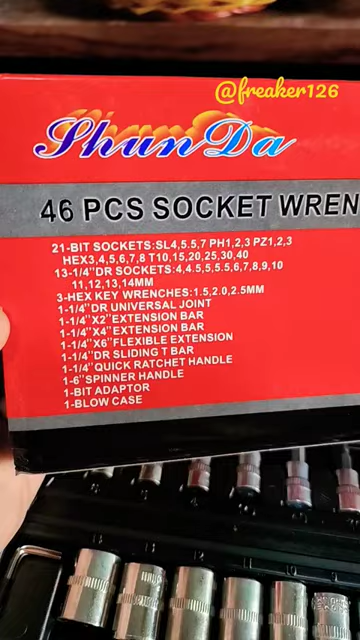 @freaker126
ShunDa
46 PCS SOCKET WREN
21-BIT SOCKETS:SL4,5.5,7 PH1,2,3 PZ1,2,3
HEX3,4,5,6,7,8 T10,15,20,25,30,40
13-1/4"DR SOCKETS:4,4.5,5,5.5,6,7,8,9,10
11,12,13,14MM
3-HEX KEY WRENCHES:1.5,2.0,2.5MM
1-1/4"DR UNIVERSAL JOINT
1-1/4"X2"EXTENSION BAR
1-1/4"X4"EXTENSION BAR
1-1/4"X6"FLEXIBLE EXTENSION
1-1/4"DR SLIDING T BAR
1-1/4"QUICK RATCHET HANDLE
1-6"SPINNER HANDLE
1-BIT ADAPTOR
1-BLOW CASE